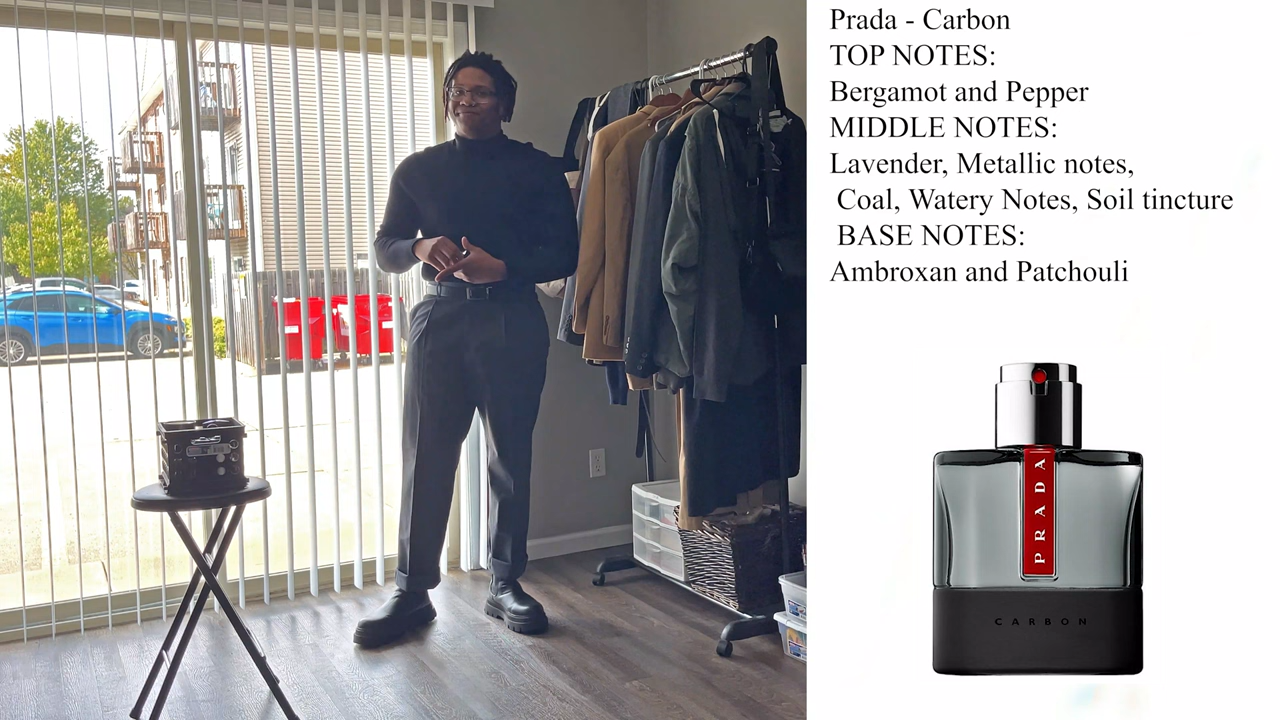 Prada - Carbon
TOP NOTES:
Bergamot and Pepper
MIDDLE NOTES:
Lavender, Metallic notes,
Coal, Watery Notes, Soil tincture
BASE NOTES:
Ambroxan and Patchouli
PRADA
CARBON